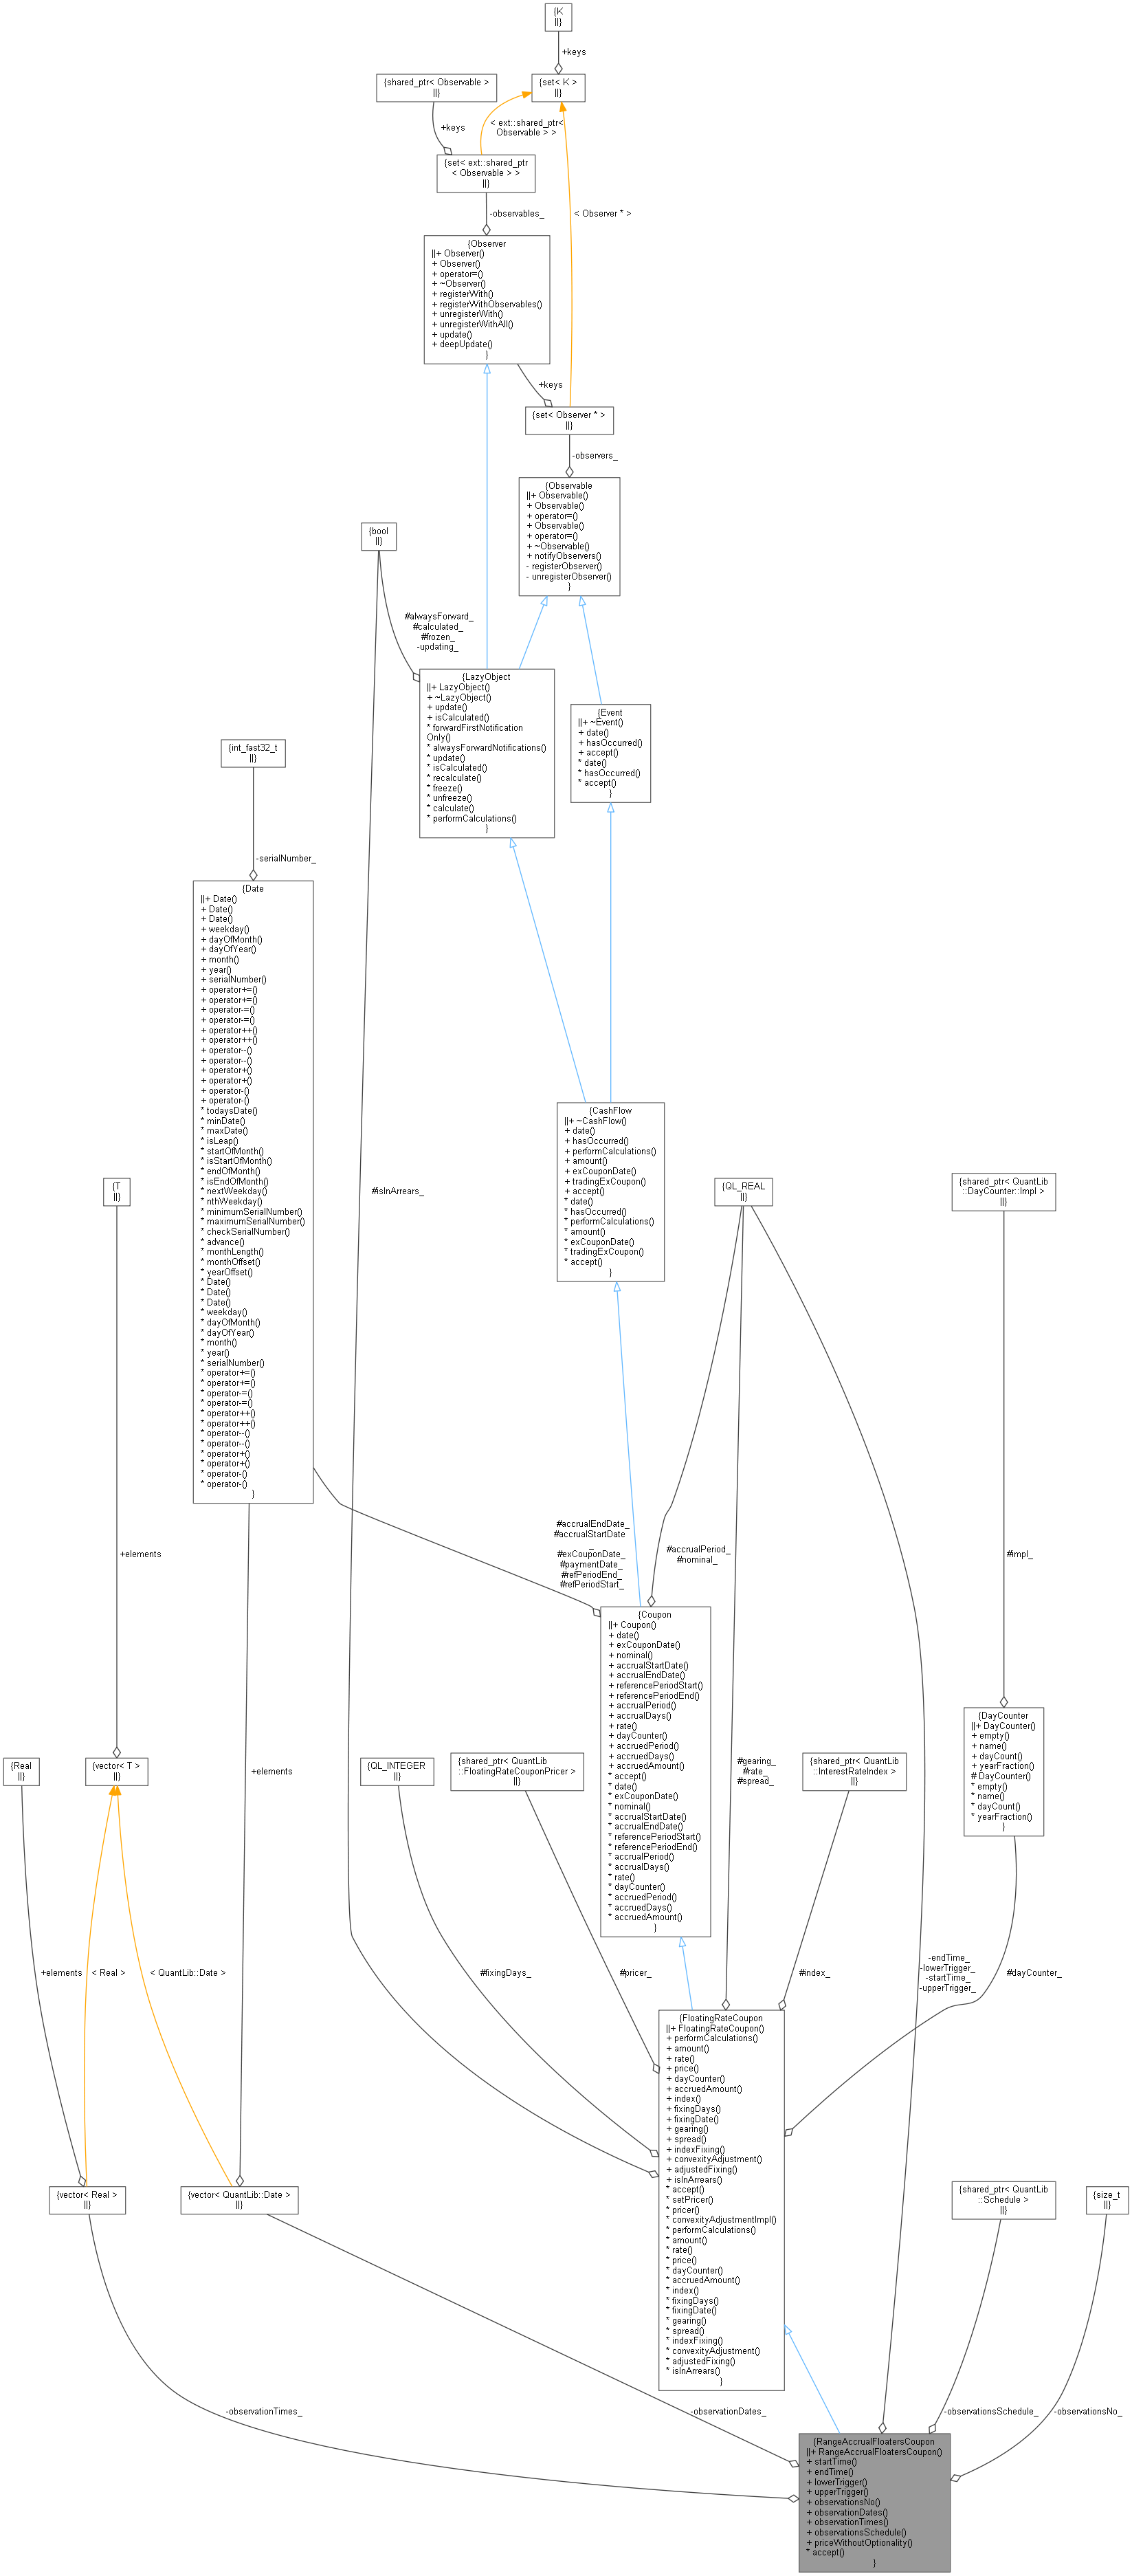 {K
||}
+keys
{shared_ptr< Observable >
||}
{set< K >
||}
+keys
< ext::shared_ptr<
Observable > >
{set< ext::shared_ptr
< Observable > >
||}
-observables_
< Observer * >
{Observer
||+ Observer()
+ Observer()
+ operator=()
+ ~Observer()
+ registerWith()
+ registerWithObservables()
+ unregisterWith()
+ unregisterWithAll()
+ update()
+ deepUpdate()
}
+keys
{set< Observer * >
||}
-observers_
{Observable
||+ Observable()
+ Observable()
+ operator=()
+ Observable()
+ operator=()
+ ~Observable()
+ notifyObservers()
- registerObserver()
- unregisterObserver()
}
{bool
||}
#alwaysForward_
#calculated_
#frozen_
-updating_
{LazyObject
||+ LazyObject()
+ ~LazyObject()
+ update()
+ isCalculated()
* forwardFirstNotification
Only()
* alwaysForwardNotifications()
* update()
* isCalculated()
* recalculate()
* freeze()
* unfreeze()
* calculate()
* performCalculations()
}
{Event
||+ ~Event()
+ date()
+ hasOccurred()
+ accept()
* date()
* hasOccurred()
* accept()
}
{int_fast32_t
||}
-serialNumber_
{Date
||+ Date()
+ Date()
+ Date()
+ weekday()
+ dayOfMonth()
+ dayOfYear()
+ month()
+ year()
+ serialNumber()
+ operator+=()
+ operator+=()
+ operator-=()
+ operator-=()
+ operator++()
+ operator++()
+ operator--()
+ operator--()
+ operator+()
+ operator+()
+ operator-()
+ operator-()
* todaysDate()
* minDate()
* maxDate()
* isLeap()
* startOfMonth()
* isStartOfMonth()
* endOfMonth()
* isEndOfMonth()
* nextWeekday()
* nthWeekday()
* minimumSerialNumber()
* maximumSerialNumber()
* checkSerialNumber()
* advance()
* monthLength()
* monthOffset()
* yearOffset()
* Date()
* Date()
* Date()
* weekday()
* dayOfMonth()
* dayOfYear()
* month()
* year()
* serialNumber()
* operator+=()
* operator+=()
* operator-=()
* operator-=()
* operator++()
* operator++()
* operator--()
* operator--()
* operator+()
* operator+()
* operator-()
* operator-()
}
{CashFlow
||+ ~CashFlow()
+ date()
+ hasOccurred()
+ performCalculations()
+ amount()
+ exCouponDate()
+ tradingExCoupon()
+ accept()
* date()
* hasOccurred()
* performCalculations()
* amount()
* exCouponDate()
* tradingExCoupon()
* accept()
}
#isInArrears_
{T
||}
{QL_REAL
||}
{shared_ptr< QuantLib
::DayCounter::Impl >
||}
+elements
#accrualEndDate_
#accrualStartDate
_
#exCouponDate_
#paymentDate_
#refPeriodEnd_
#refPeriodStart_
#accrualPeriod_
#nominal_
#impl_
{Coupon
||+ Coupon()
+ date()
+ exCouponDate()
+ nominal()
+ accrualStartDate()
+ accrualEndDate()
+ referencePeriodStart()
+ referencePeriodEnd()
+ accrualPeriod()
+ accrualDays()
+ rate()
+ dayCounter()
+ accruedPeriod()
+ accruedDays()
+ accruedAmount()
* accept()
* date()
* exCouponDate()
* nominal()
* accrualStartDate()
* accrualEndDate()
* referencePeriodStart()
* referencePeriodEnd()
* accrualPeriod()
* accrualDays()
* rate()
* dayCounter()
* accruedPeriod()
* accruedDays()
* accruedAmount()
}
{DayCounter
||+ DayCounter()
+ empty()
+ name()
+ dayCount()
+ yearFraction()
# DayCounter()
* empty()
* name()
* dayCount()
* yearFraction()
}
{Real
||}
{vector< T >
||}
+elements
{QL_INTEGER
||}
{shared_ptr< QuantLib
::FloatingRateCouponPricer >
||}
#gearing_
#rate_
#spread_
{shared_ptr< QuantLib
::InterestRateIndex >
||}
+elements
< Real >
< QuantLib::Date >
#fixingDays_
#pricer_
#index_
-endTime_
-lowerTrigger_
-startTime_
-upperTrigger_
#dayCounter_
{FloatingRateCoupon
||+ FloatingRateCoupon()
+ performCalculations()
+ amount()
+ rate()
+ price()
+ dayCounter()
+ accruedAmount()
+ index()
+ fixingDays()
+ fixingDate()
+ gearing()
+ spread()
+ indexFixing()
+ convexityAdjustment()
+ adjustedFixing()
+ isInArrears()
* accept()
* setPricer()
* pricer()
* convexityAdjustmentImpl()
* performCalculations()
* amount()
* rate()
* price()
* dayCounter()
* accruedAmount()
* index()
* fixingDays()
* fixingDate()
* gearing()
* spread()
* indexFixing()
* convexityAdjustment()
* adjustedFixing()
* isInArrears()
}
{vector< Real >
||}
{vector< QuantLib::Date >
||}
{shared_ptr< QuantLib
::Schedule >
||}
{size_t
||}
-observationTimes_
-observationDates_
-observationsSchedule_
-observationsNo_
{RangeAccrualFloatersCoupon
||+ RangeAccrualFloatersCoupon()
+ startTime()
+ endTime()
+ lowerTrigger()
+ upperTrigger()
+ observationsNo()
+ observationDates()
+ observationTimes()
+ observationsSchedule()
+ priceWithoutOptionality()
* accept()
}